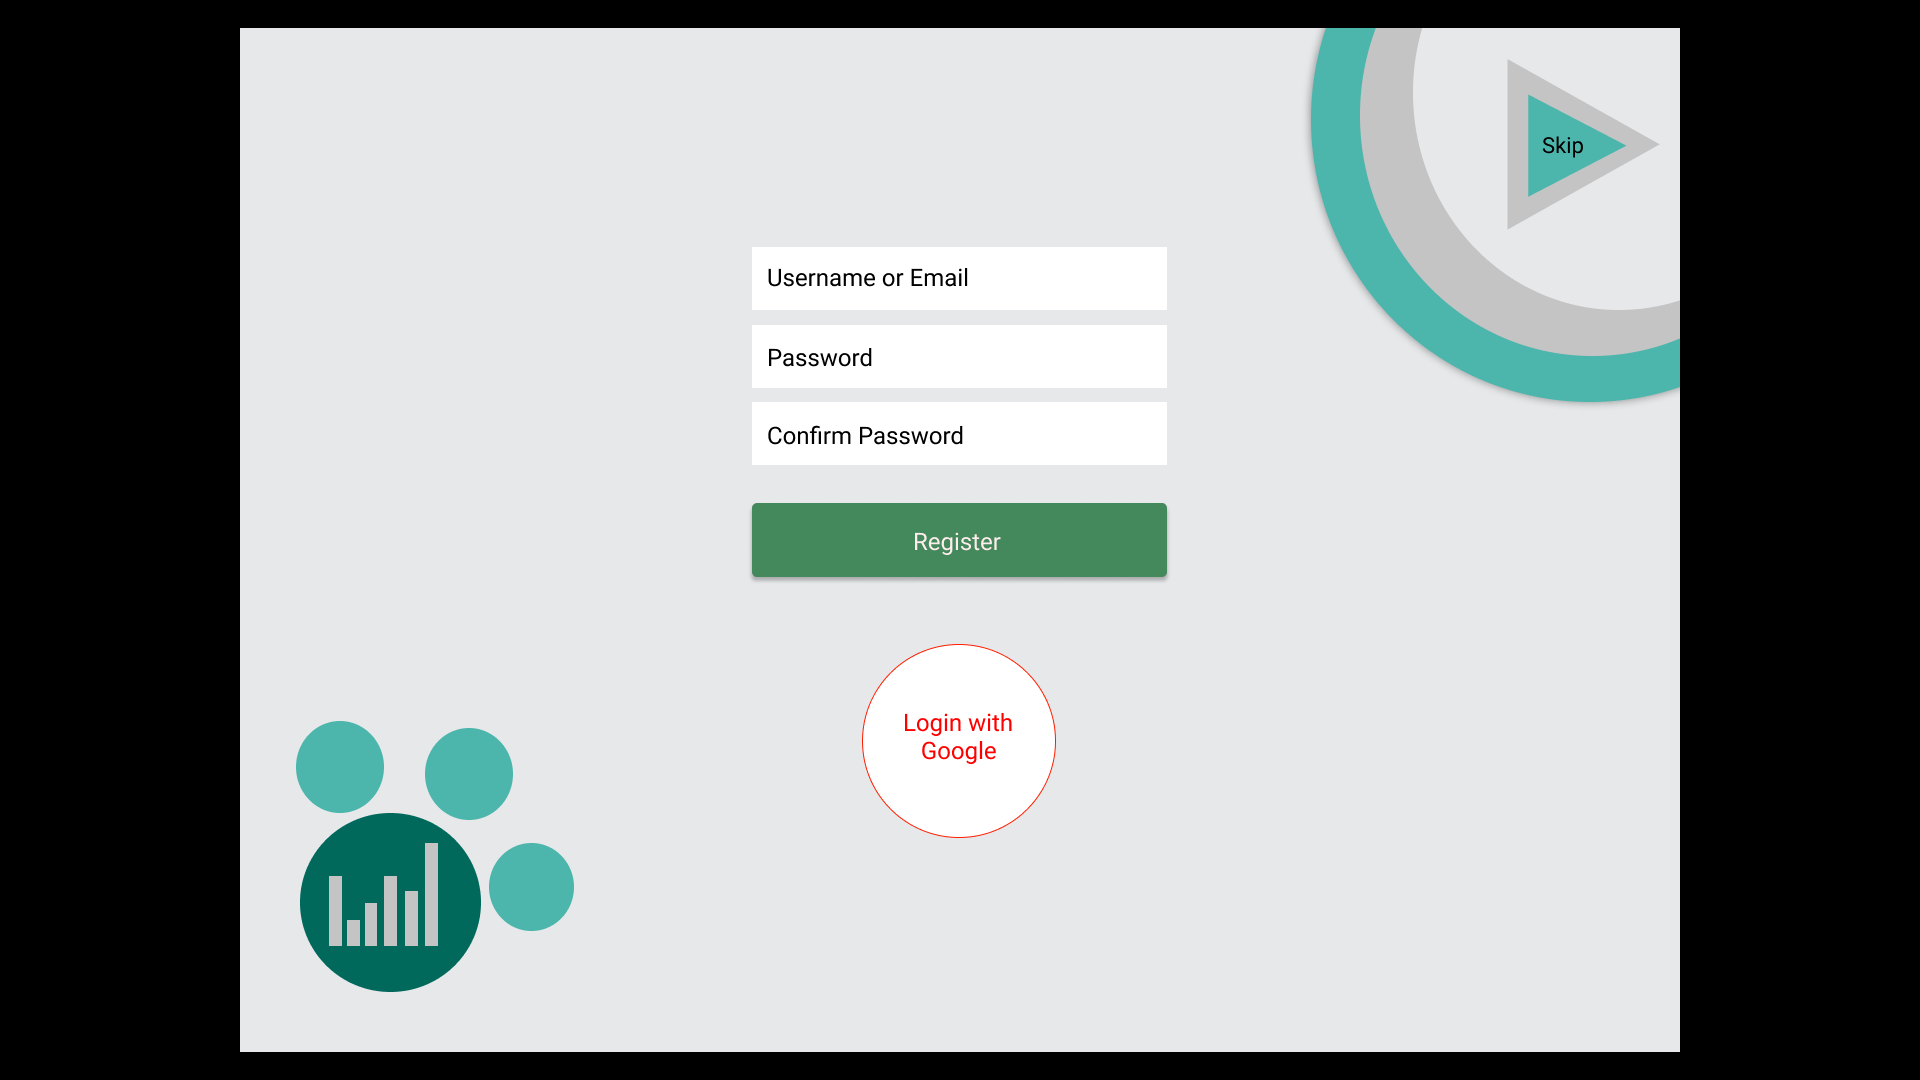 Skip
Username or Email
Password
Confirm Password
Register
Login with
Google